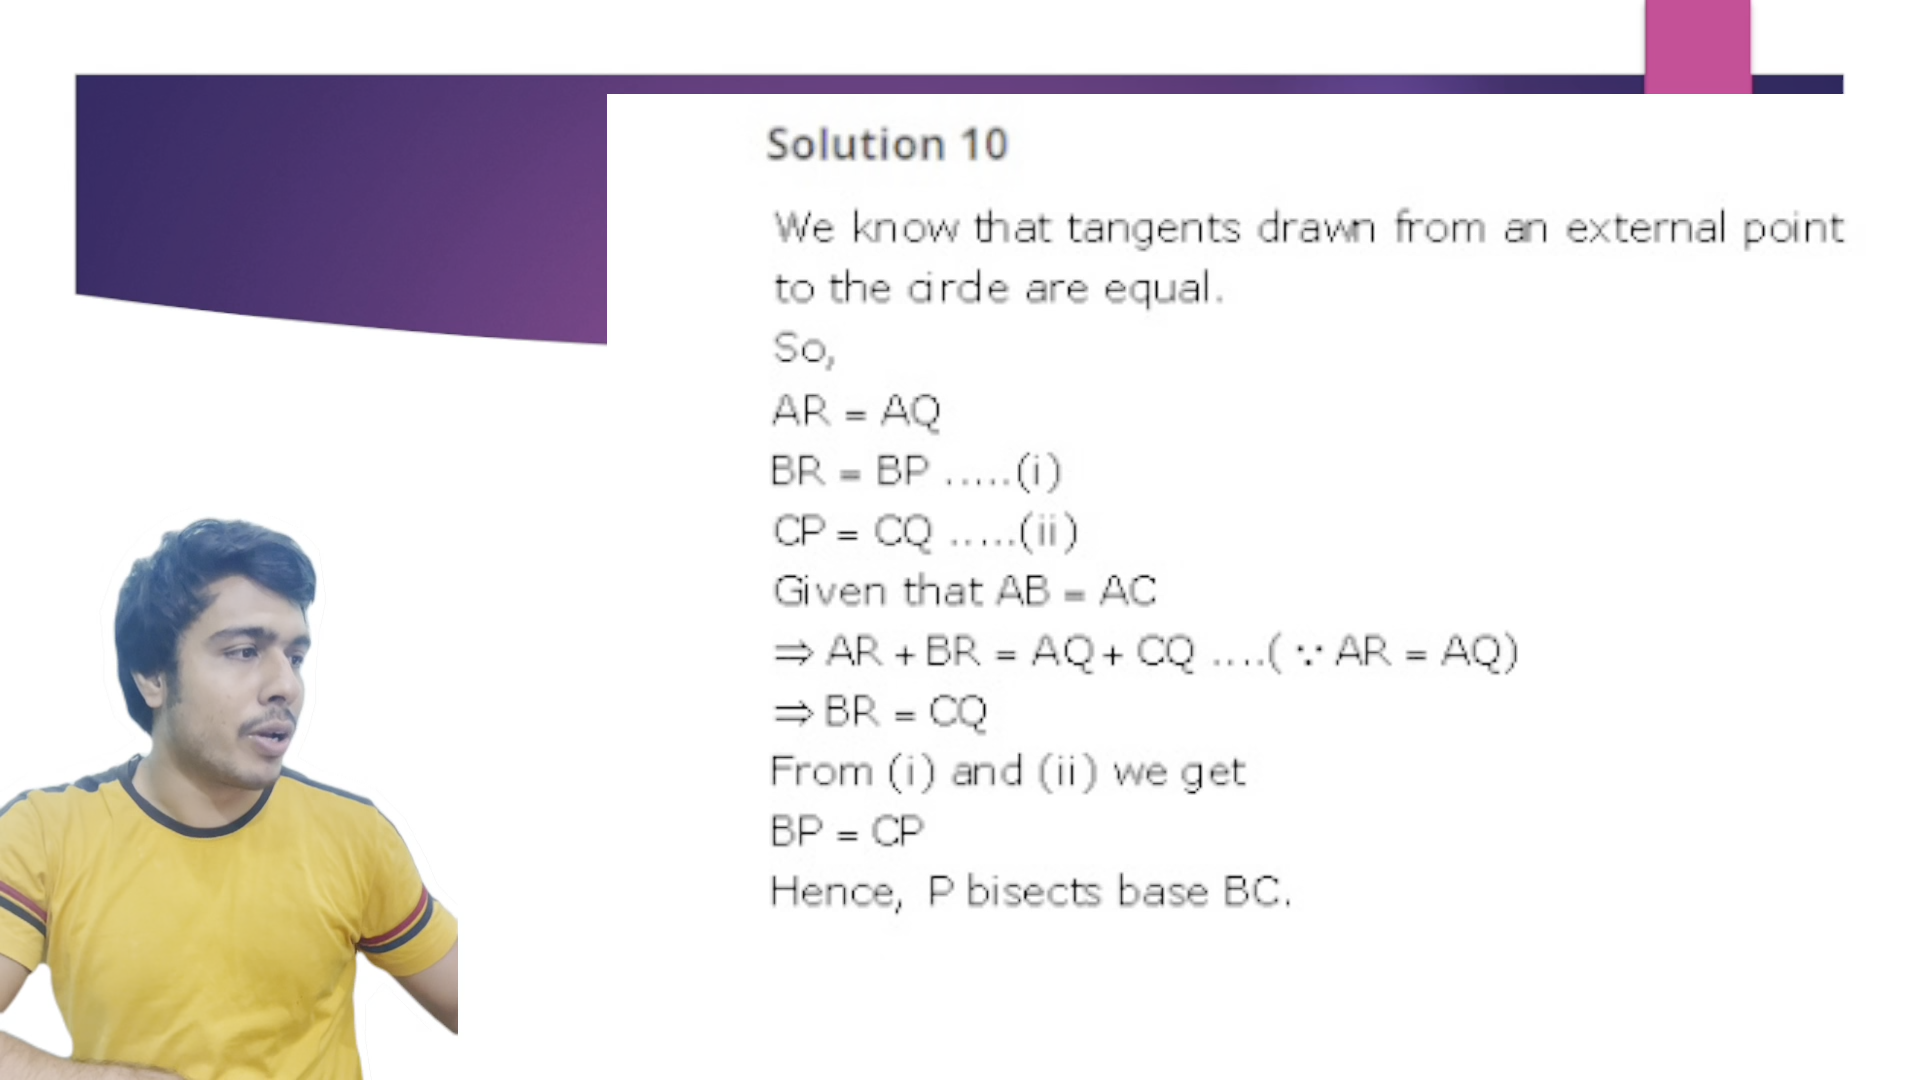 Solution 10
We know that tangents drawn from an external point
to the circle are equal.
So,
AR = AQ
BR = BP .....(i)
CP = CQ .....(ii)
Given that AB = AC
⇒ AR + BR = AQ + CQ ....( ∵ AR = AQ)
⇒ BR = CQ
From (i) and (ii) we get
BP = CP
Hence, P bisects base BC.